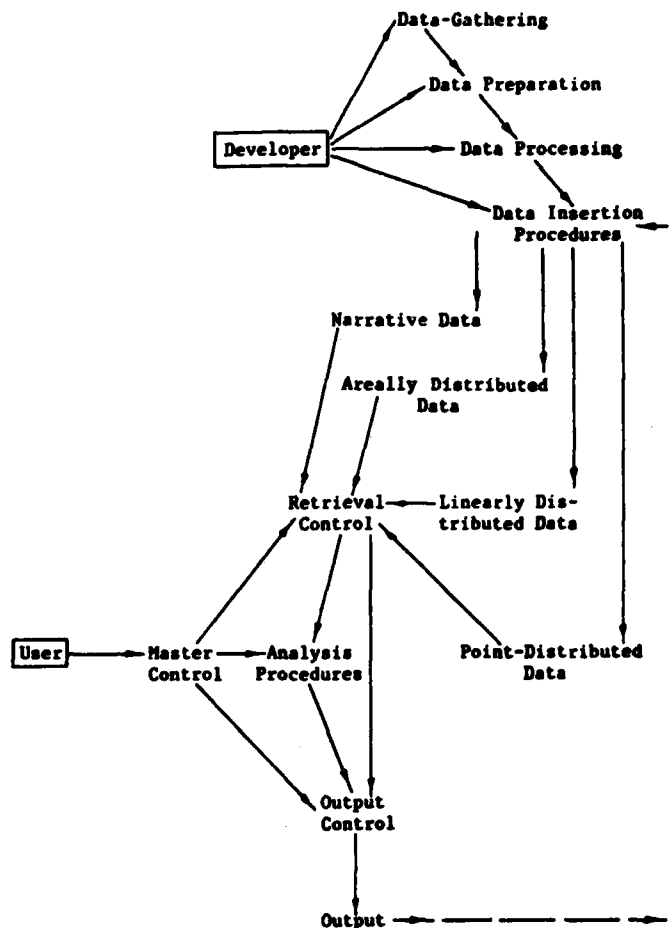 Data-Gathering
Data Preparation
Developer
Data Processing
Data Insertion
Procedures
Narrative Data
Areally Distributed
Data
Retrieval
Control
Linearly Dis-
tributed Data
User
Master
Control
Analysis
Procedures
Point-Distributed
Data
Output
Control
Output